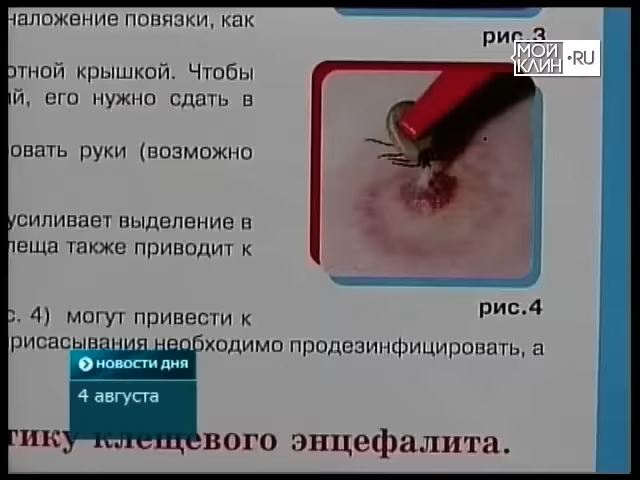 наложение повязки, как
рис.3
МОЙ
КЛИН.RU
отной крышкой. Чтобы
ий, его нужно сдать в
овать руки (возможно
усиливает выделение в
леща также приводит к
рис.4
с. 4) могут привести к
рисасывания необходимо продезинфицировать, а
НОВОСТИ ДНЯ
4 августа
тику клещевого энцефалита.